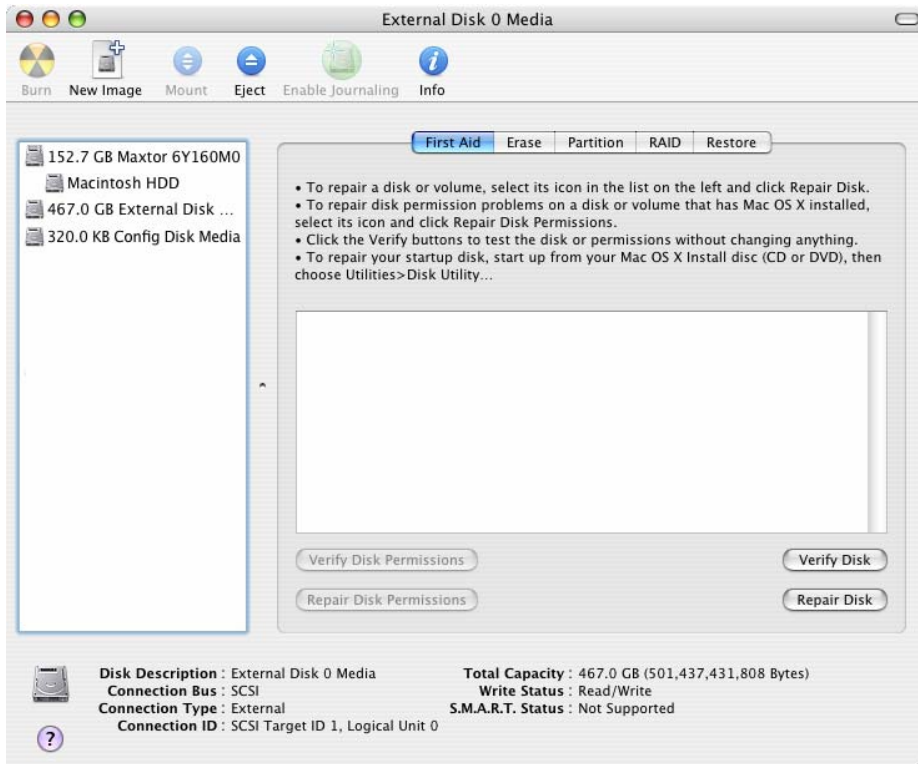 External Disk 0 Media
Burn New Image Mount Eject Enable Journaling Info
152.7 GB Maxtor 6Y160M0
Macintosh HDD
467.0 GB External Disk ...
320.0 KB Config Disk Media
First Aid Erase Partition RAID Restore
• To repair a disk or volume, select its icon in the list on the left and click Repair Disk.
• To repair disk permission problems on a disk or volume that has Mac OS X installed,
select its icon and click Repair Disk Permissions.
• Click the Verify buttons to test the disk or permissions without changing anything.
• To repair your startup disk, start up from your Mac OS X Install disc (CD or DVD), then
choose Utilities>Disk Utility...
Verify Disk Permissions Verify Disk
Repair Disk Permissions Repair Disk
Disk Description : External Disk 0 Media
Connection Bus : SCSI
Connection Type : External
Connection ID : SCSI Target ID 1, Logical Unit 0
Total Capacity : 467.0 GB (501,437,431,808 Bytes)
Write Status : Read/Write
S.M.A.R.T. Status : Not Supported
?